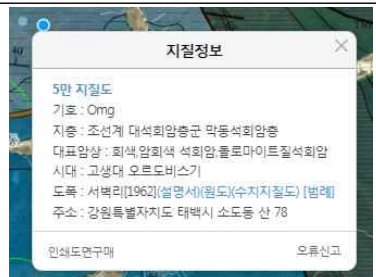 지질정보
5만 지질도
기호 : Omg
지층 : 조선계 대석회암층군 막동석회암층
대표암상 : 회색,암회색 석회암,돌로마이트질석회암
시대 : 고생대 오르도비스기
도폭 : 서벽리[1962](설명서)(원도)(수치지질도) [범례]
주소 : 강원특별자치도 태백시 소도동 산 78
인쇄도면구매
오류신고
40'